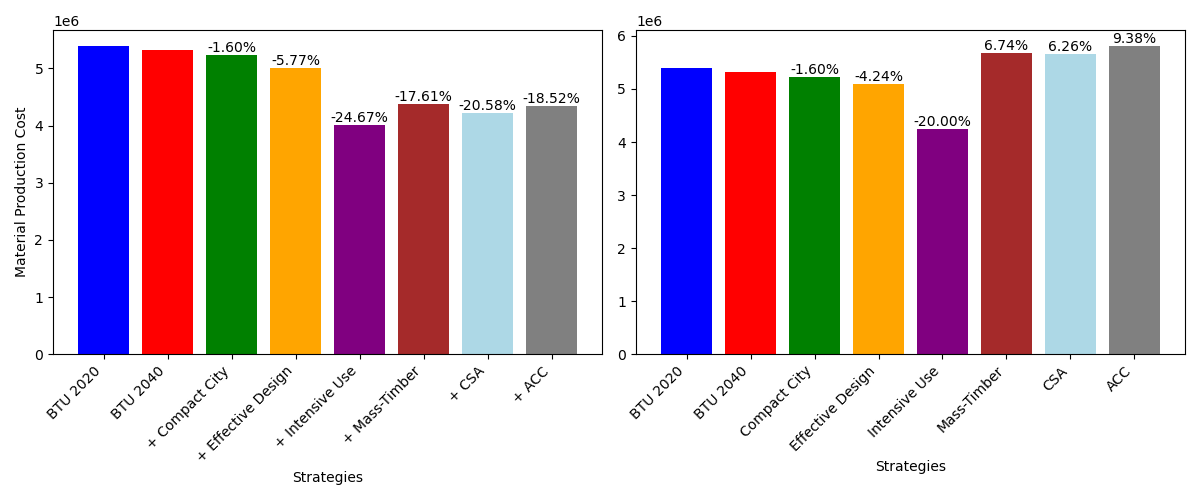 1e6
Material Production Cost
6
5
4
3
2
1
0
-1.60%
-5.77%
-24.67%
-17.61%
-20.58%
-18.52%
BTU 2020
BTU 2040
+ Compact City
+ Effective Design
+ Intensive Use
+ Mass-Timber
+ CSA
+ ACC
Strategies
1e6
6
5
4
3
2
1
0
-1.60%
-4.24%
-20.00%
6.74%
6.26%
9.38%
BTU 2020
BTU 2040
Compact City
Effective Design
Intensive Use
Mass-Timber
CSA
ACC
Strategies